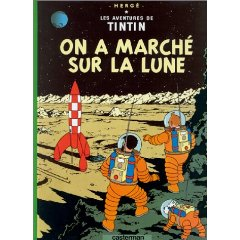 HERGÉ
LES AVENTURES DE
TINTIN
ON A MARCHÉ
SUR LA LUNE
casterman